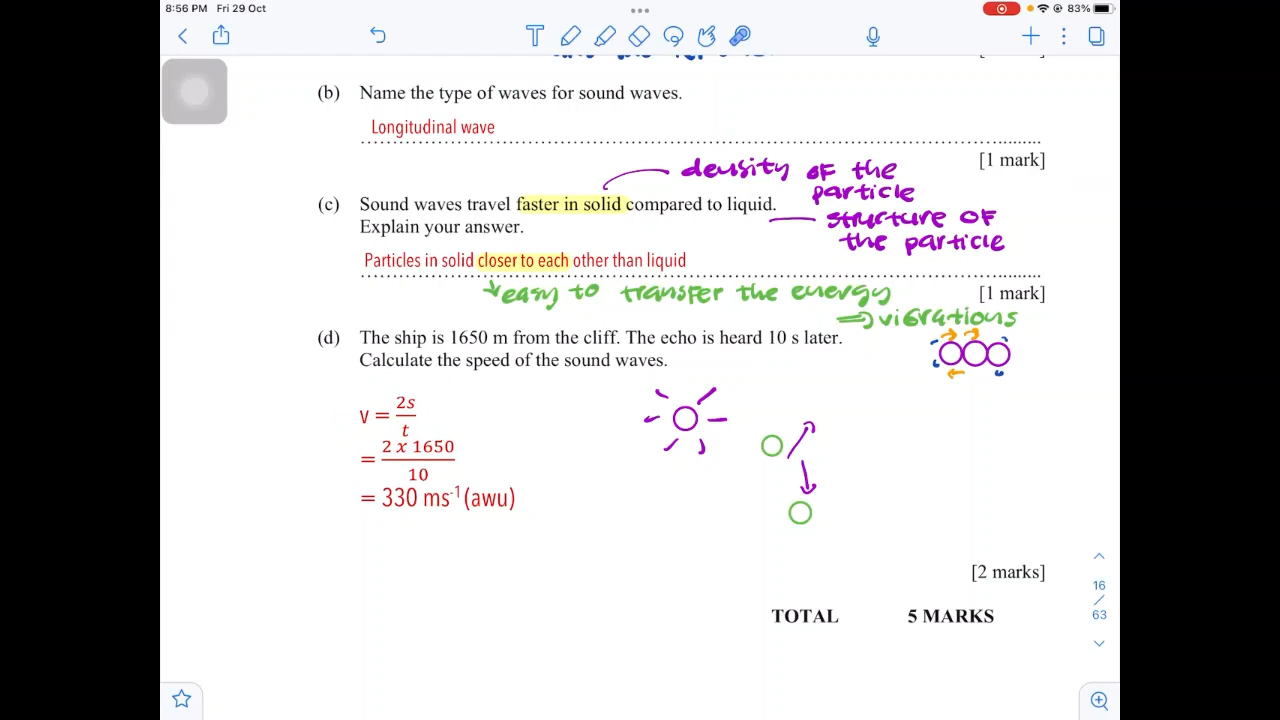 8:56 PM Fri 29 Oct
83%
(b) Name the type of waves for sound waves.
Longitudinal wave
[1 mark]
density of the
particle
(c) Sound waves travel faster in solid compared to liquid.
structure of
the particle
Explain your answer.
Particles in solid closer to each other than liquid
easy to transfer the energy
[1 mark]
⇒ vibrations
(d) The ship is 1650 m from the cliff. The echo is heard 10 s later.
Calculate the speed of the sound waves.
v = 2s
t
= 2 x 1650
10
= 330 ms⁻¹ (awu)
[2 marks]
TOTAL 5 MARKS
16
/
63